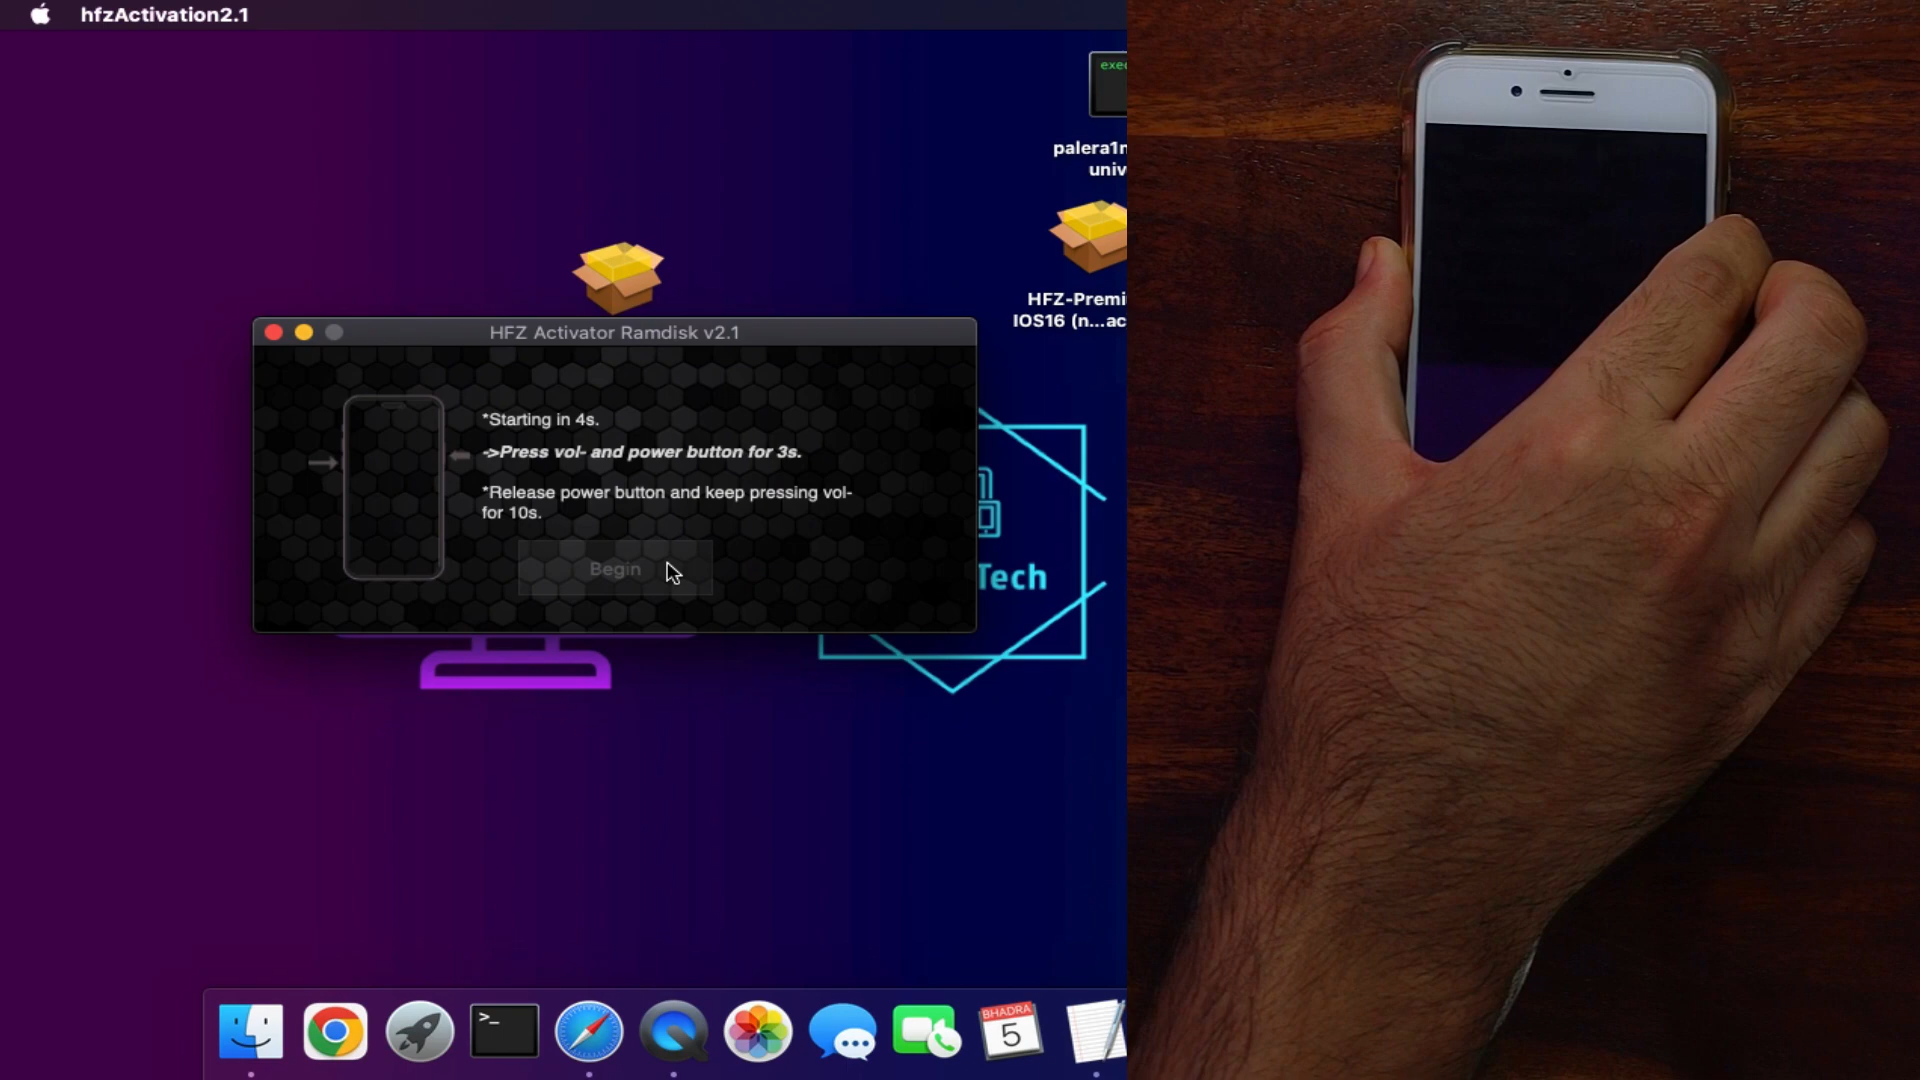 hfzActivation2.1
exec
palera1n
univ
HFZ-Premi
IOS16 (n...ac
HFZ Activator Ramdisk v2.1
*Starting in 4s.
->Press vol- and power button for 3s.
*Release power button and keep pressing vol-
for 10s.
Begin
Tech
>_
BHADRA
5